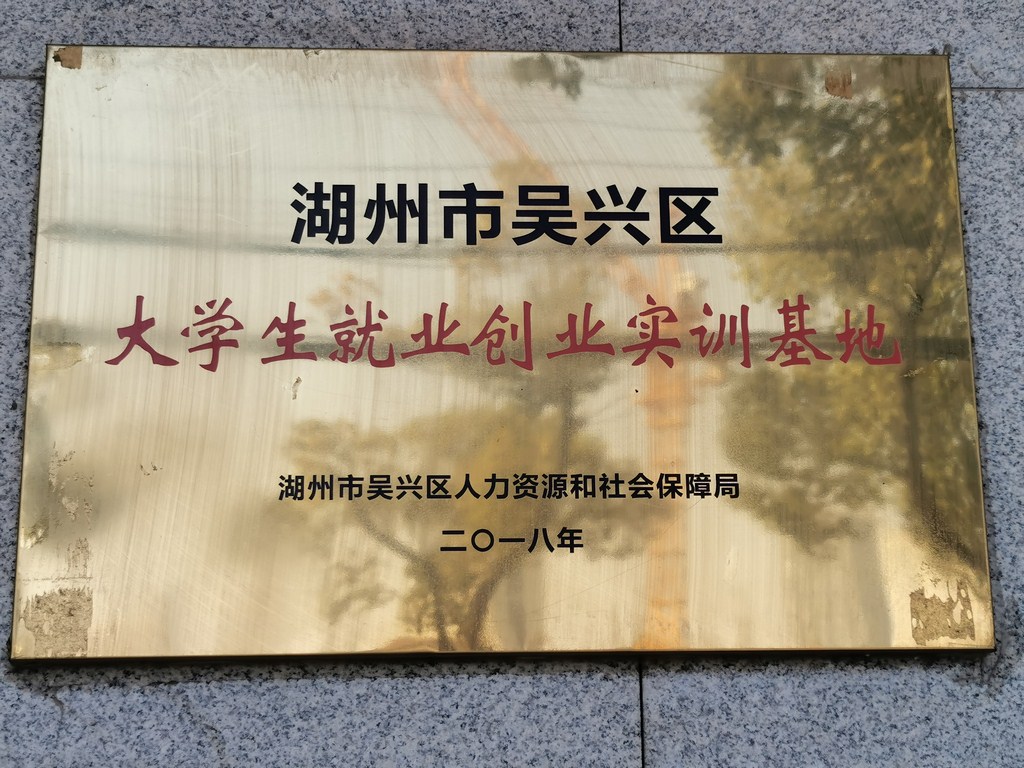 湖州市吴兴区
大学生就业创业实训基地
湖州市吴兴区人力资源和社会保障局
二〇一八年